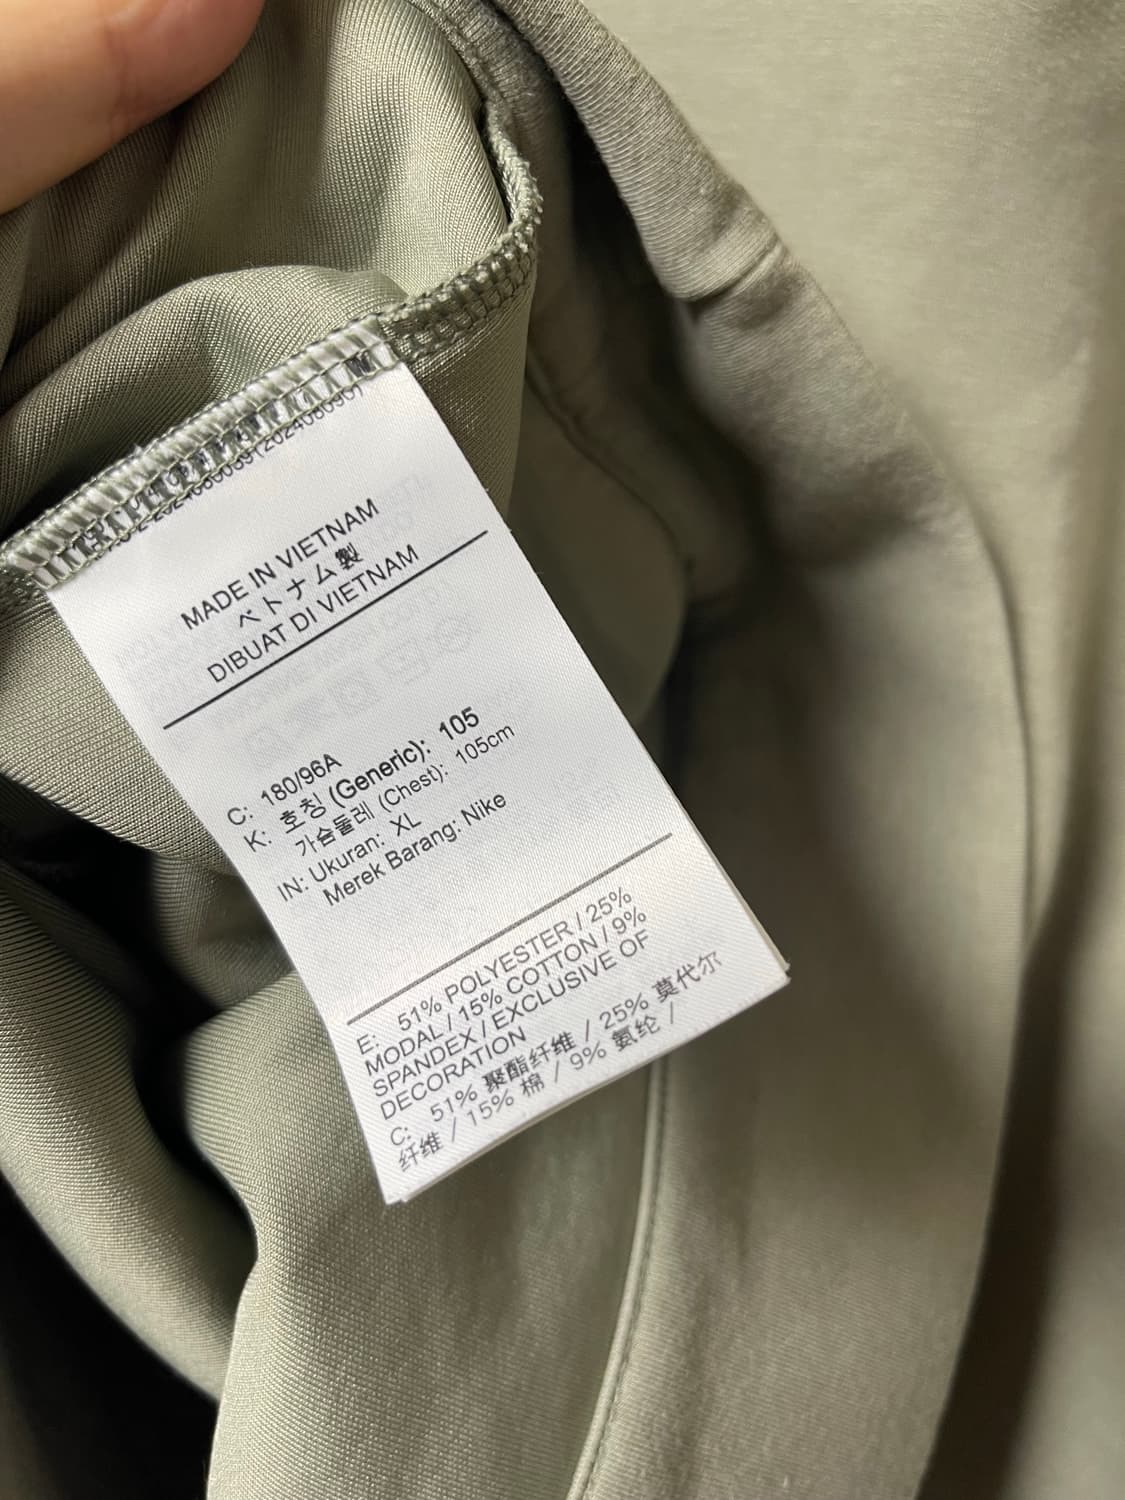 MADE IN VIETNAM
ベトナム製
DIBUAT DI VIETNAM
C: 180/96A
K: 호칭 (Generic): 105
가슴둘레 (Chest): 105cm
IN: Ukuran: XL
Merek Barang: Nike
E: 51% POLYESTER / 25%
MODAL / 15% COTTON / 9%
SPANDEX / EXCLUSIVE OF
DECORATION
C: 51% 聚酯纤维 / 25% 莫代尔
纤维 / 15% 棉 / 9% 氨纶 /